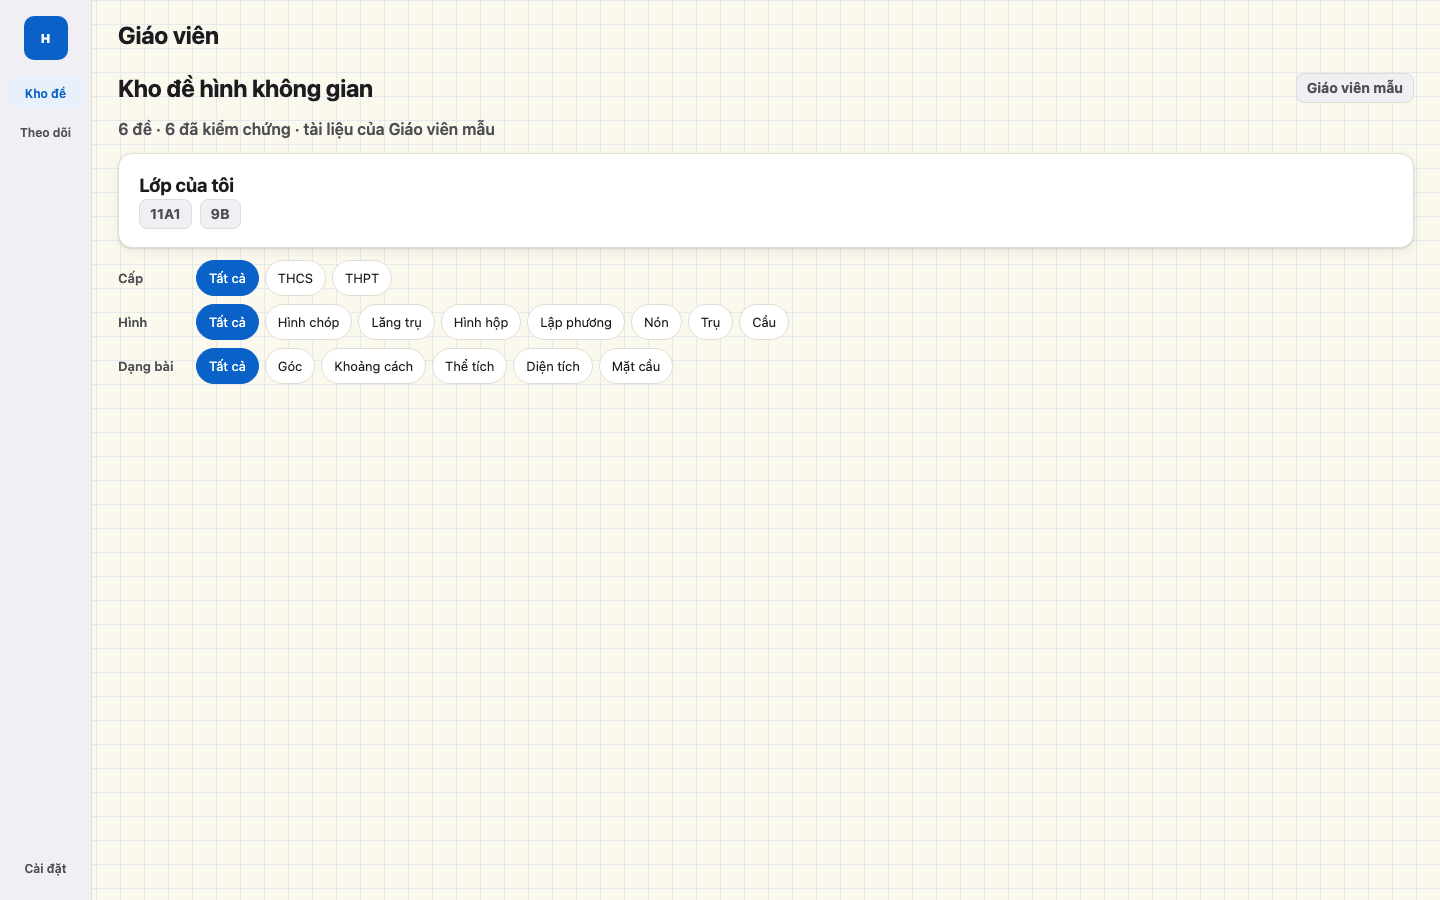 H
Kho đề
Theo dõi
Cài đặt
Giáo viên
Kho đề hình không gian
Giáo viên mẫu
6 đề · 6 đã kiểm chứng · tài liệu của Giáo viên mẫu
Lớp của tôi
11A1 9B
Cấp Tất cả THCS THPT
Hình Tất cả Hình chóp Lăng trụ Hình hộp Lập phương Nón Trụ Cầu
Dạng bài Tất cả Góc Khoảng cách Thể tích Diện tích Mặt cầu